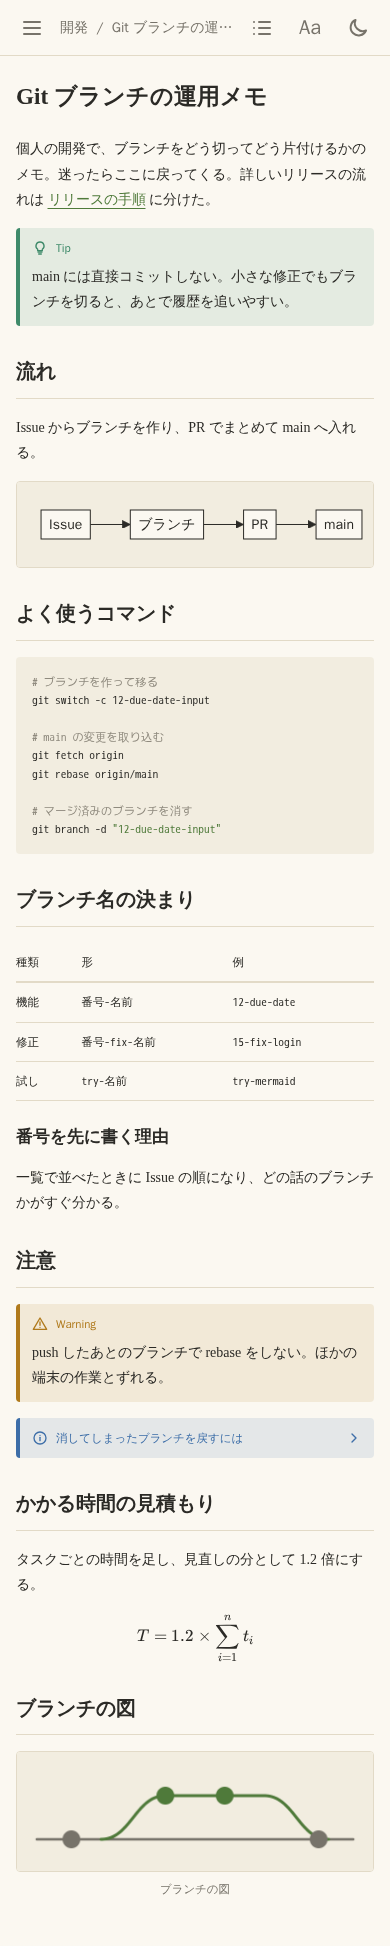 開発 / Git ブランチの運…
Aa
Git ブランチの運用メモ
個人の開発で、ブランチをどう切ってどう片付けるかの
メモ。迷ったらここに戻ってくる。詳しいリリースの流
れは リリースの手順 に分けた。
Tip
main には直接コミットしない。小さな修正でもブラ
ンチを切ると、あとで履歴を追いやすい。
流れ
Issue からブランチを作り、PR でまとめて main へ入れ
る。
Issue ブランチ PR main
よく使うコマンド
# ブランチを作って移る
git switch -c 12-due-date-input
# main の変更を取り込む
git fetch origin
git rebase origin/main
# マージ済みのブランチを消す
git branch -d "12-due-date-input"
ブランチ名の決まり
種類 形 例
機能 番号-名前 12-due-date
修正 番号-fix-名前 15-fix-login
試し try-名前 try-mermaid
番号を先に書く理由
一覧で並べたときに Issue の順になり、どの話のブランチ
かがすぐ分かる。
注意
Warning
push したあとのブランチで rebase をしない。ほかの
端末の作業とずれる。
消してしまったブランチを戻すには
かかる時間の見積もり
タスクごとの時間を足し、見直しの分として 1.2 倍にす
る。
T = 1.2 × ∑_{i=1}^{n} t_i
ブランチの図
ブランチの図